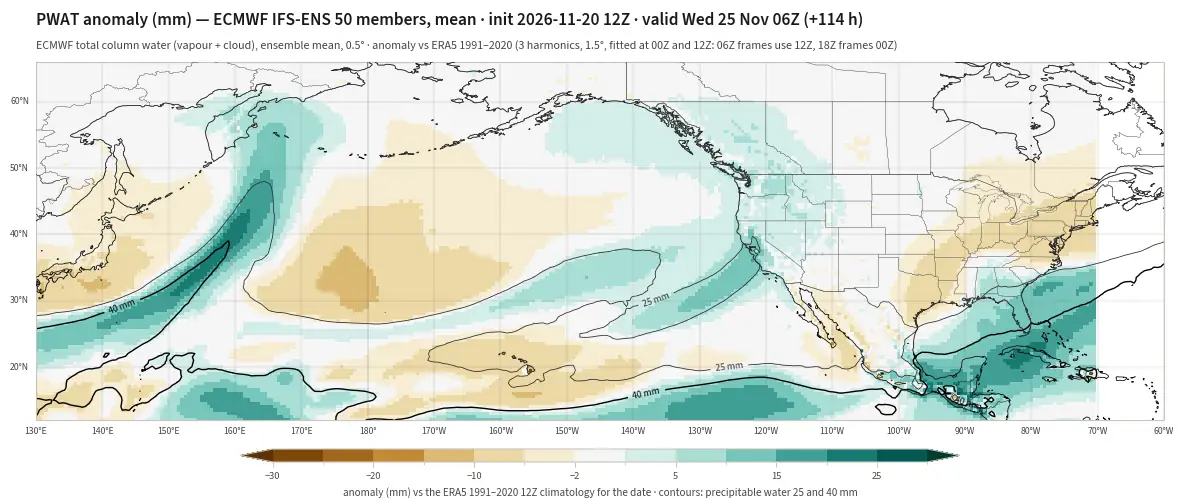 PWAT anomaly (mm) — ECMWF IFS-ENS 50 members, mean · init 2026-11-20 12Z · valid Wed 25 Nov 06Z (+114 h)
ECMWF total column water (vapour + cloud), ensemble mean, 0.5° · anomaly vs ERA5 1991–2020 (3 harmonics, 1.5°, fitted at 00Z and 12Z: 06Z frames use 12Z, 18Z frames 00Z)
60°N
50°N
40°N
30°N
20°N
40 mm
25 mm
25 mm
40 mm
130°E 140°E 150°E 160°E 170°E 180° 170°W 160°W 150°W 140°W 130°W 120°W 110°W 100°W 90°W 80°W 70°W 60°W
−30 −20 −10 −2 5 15 25
anomaly (mm) vs the ERA5 1991–2020 12Z climatology for the date · contours: precipitable water 25 and 40 mm